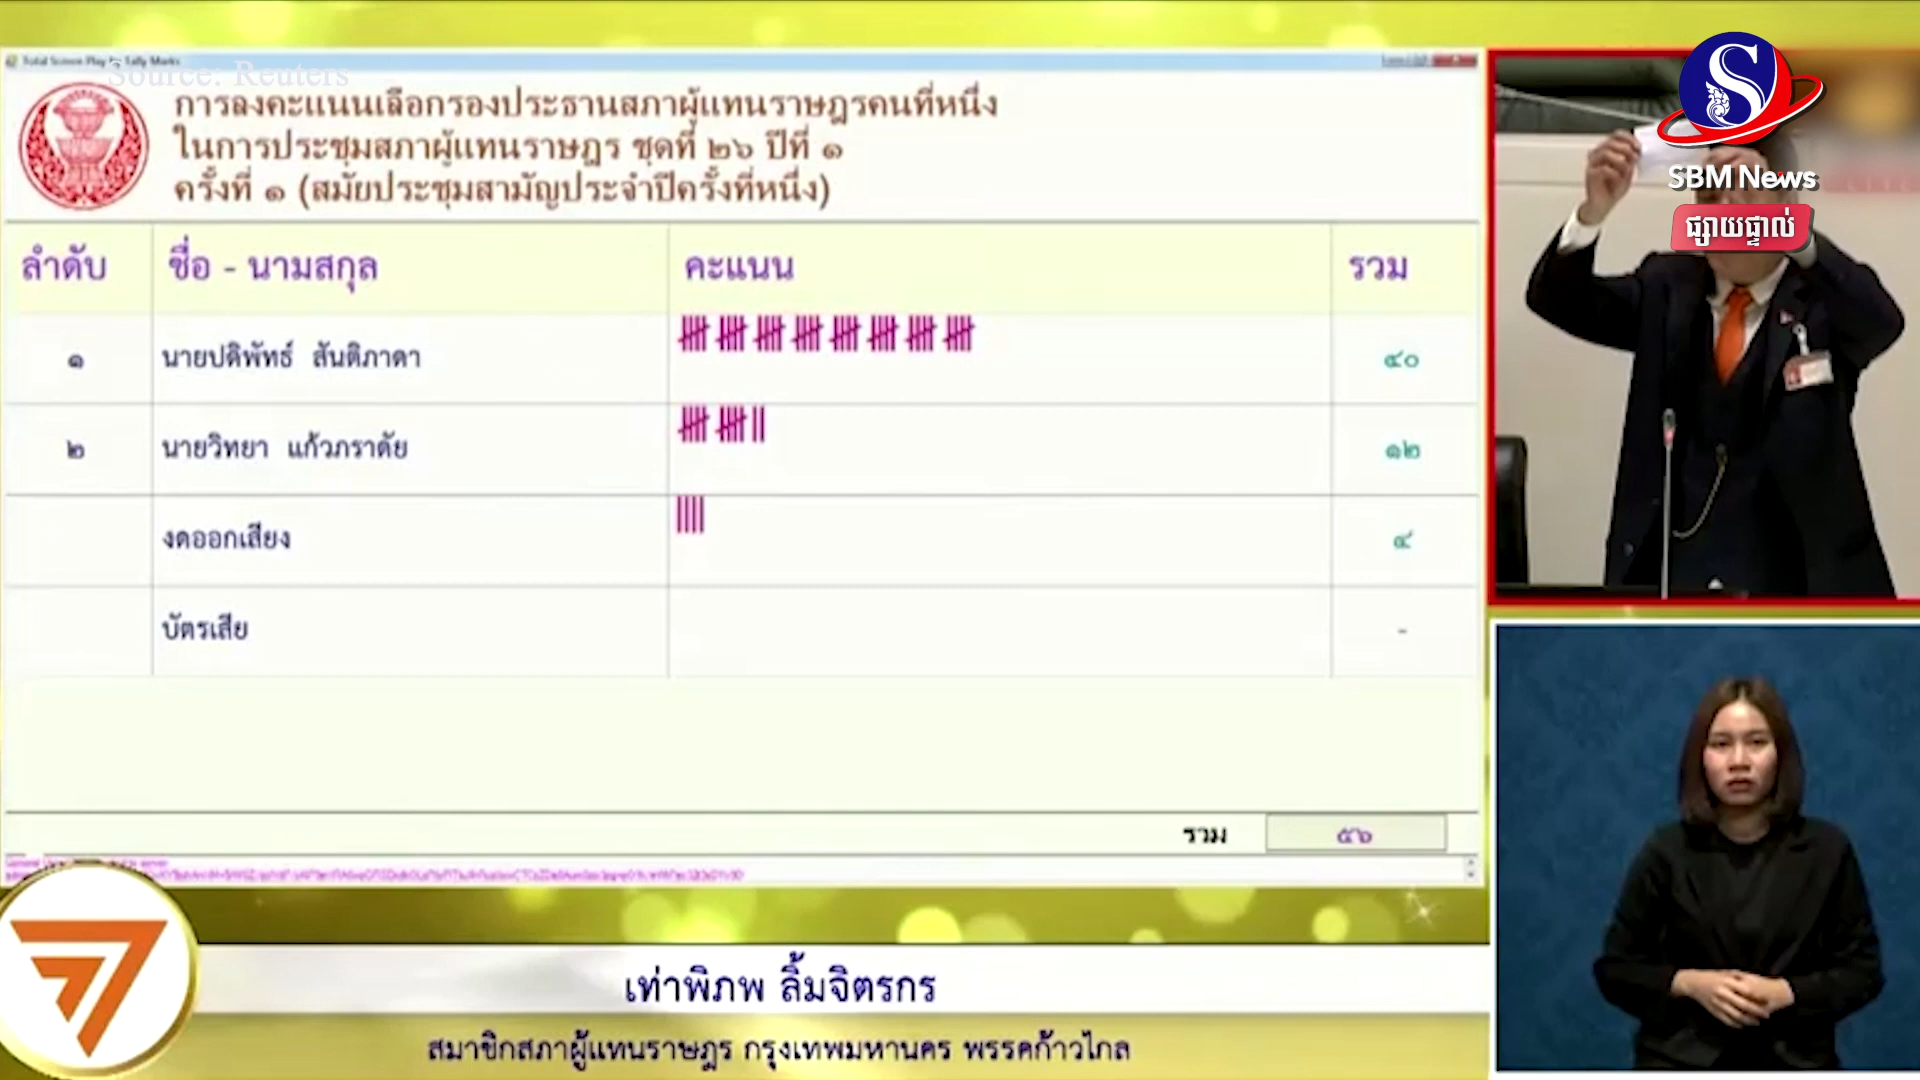 Total Screen Play by Tally Marks
Source: Reuters
การลงคะแนนเลือกรองประธานสภาผู้แทนราษฎรคนที่หนึ่ง
ในการประชุมสภาผู้แทนราษฎร ชุดที่ ๒๖ ปีที่ ๑
ครั้งที่ ๑ (สมัยประชุมสามัญประจำปีครั้งที่หนึ่ง)
ลำดับ ชื่อ - นามสกุล คะแนน รวม
๑ นายปดิพัทธ์ สันติภาดา ๔๐
๒ นายวิทยา แก้วภราดัย ๑๒
งดออกเสียง ๔
บัตรเสีย -
รวม ๕๖
S
SBM News
ផ្សាយផ្ទាល់
เท่าพิภพ ลิ้มจิตรกร
สมาชิกสภาผู้แทนราษฎร กรุงเทพมหานคร พรรคก้าวไกล